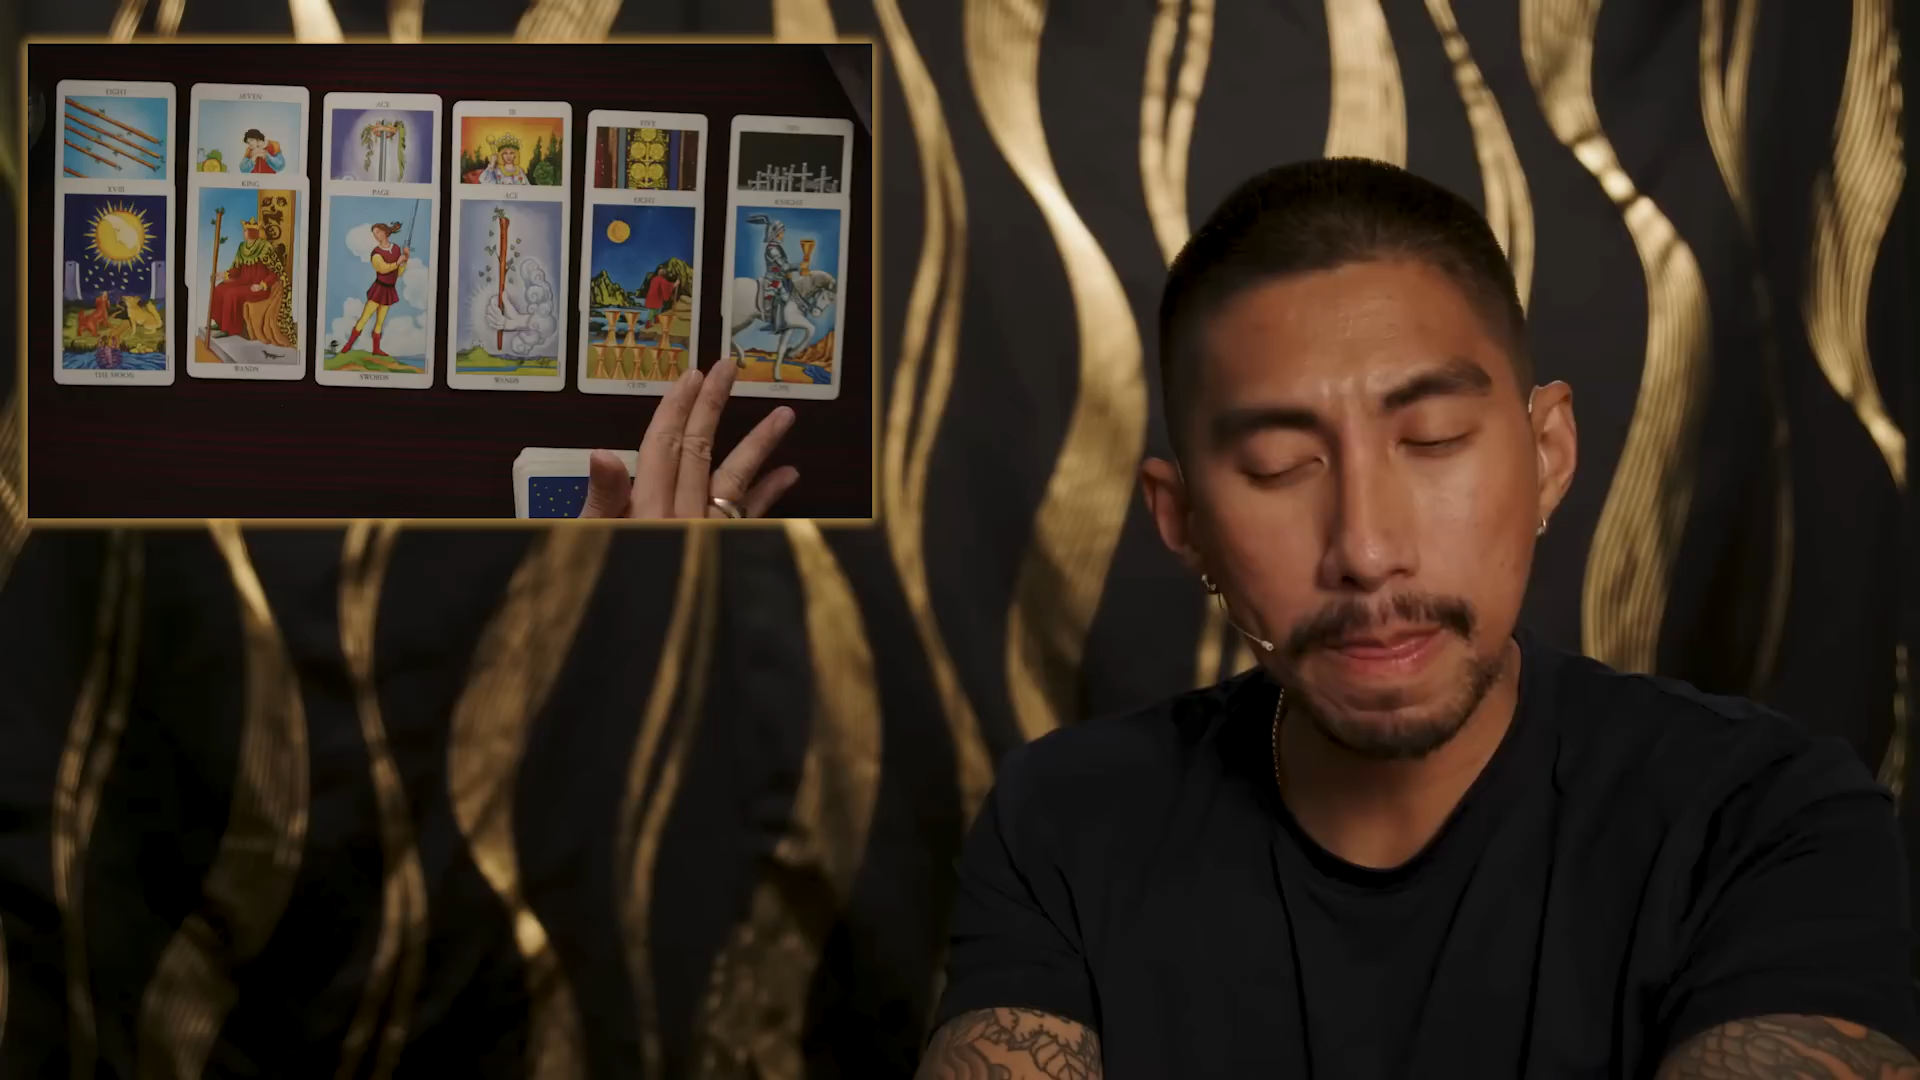 EIGHT
SEVEN
ACE
III
FIVE
TEN
XVIII
KING
PAGE
ACE
EIGHT
KNIGHT
THE MOON
WANDS
SWORDS
WANDS
CUPS
CUPS